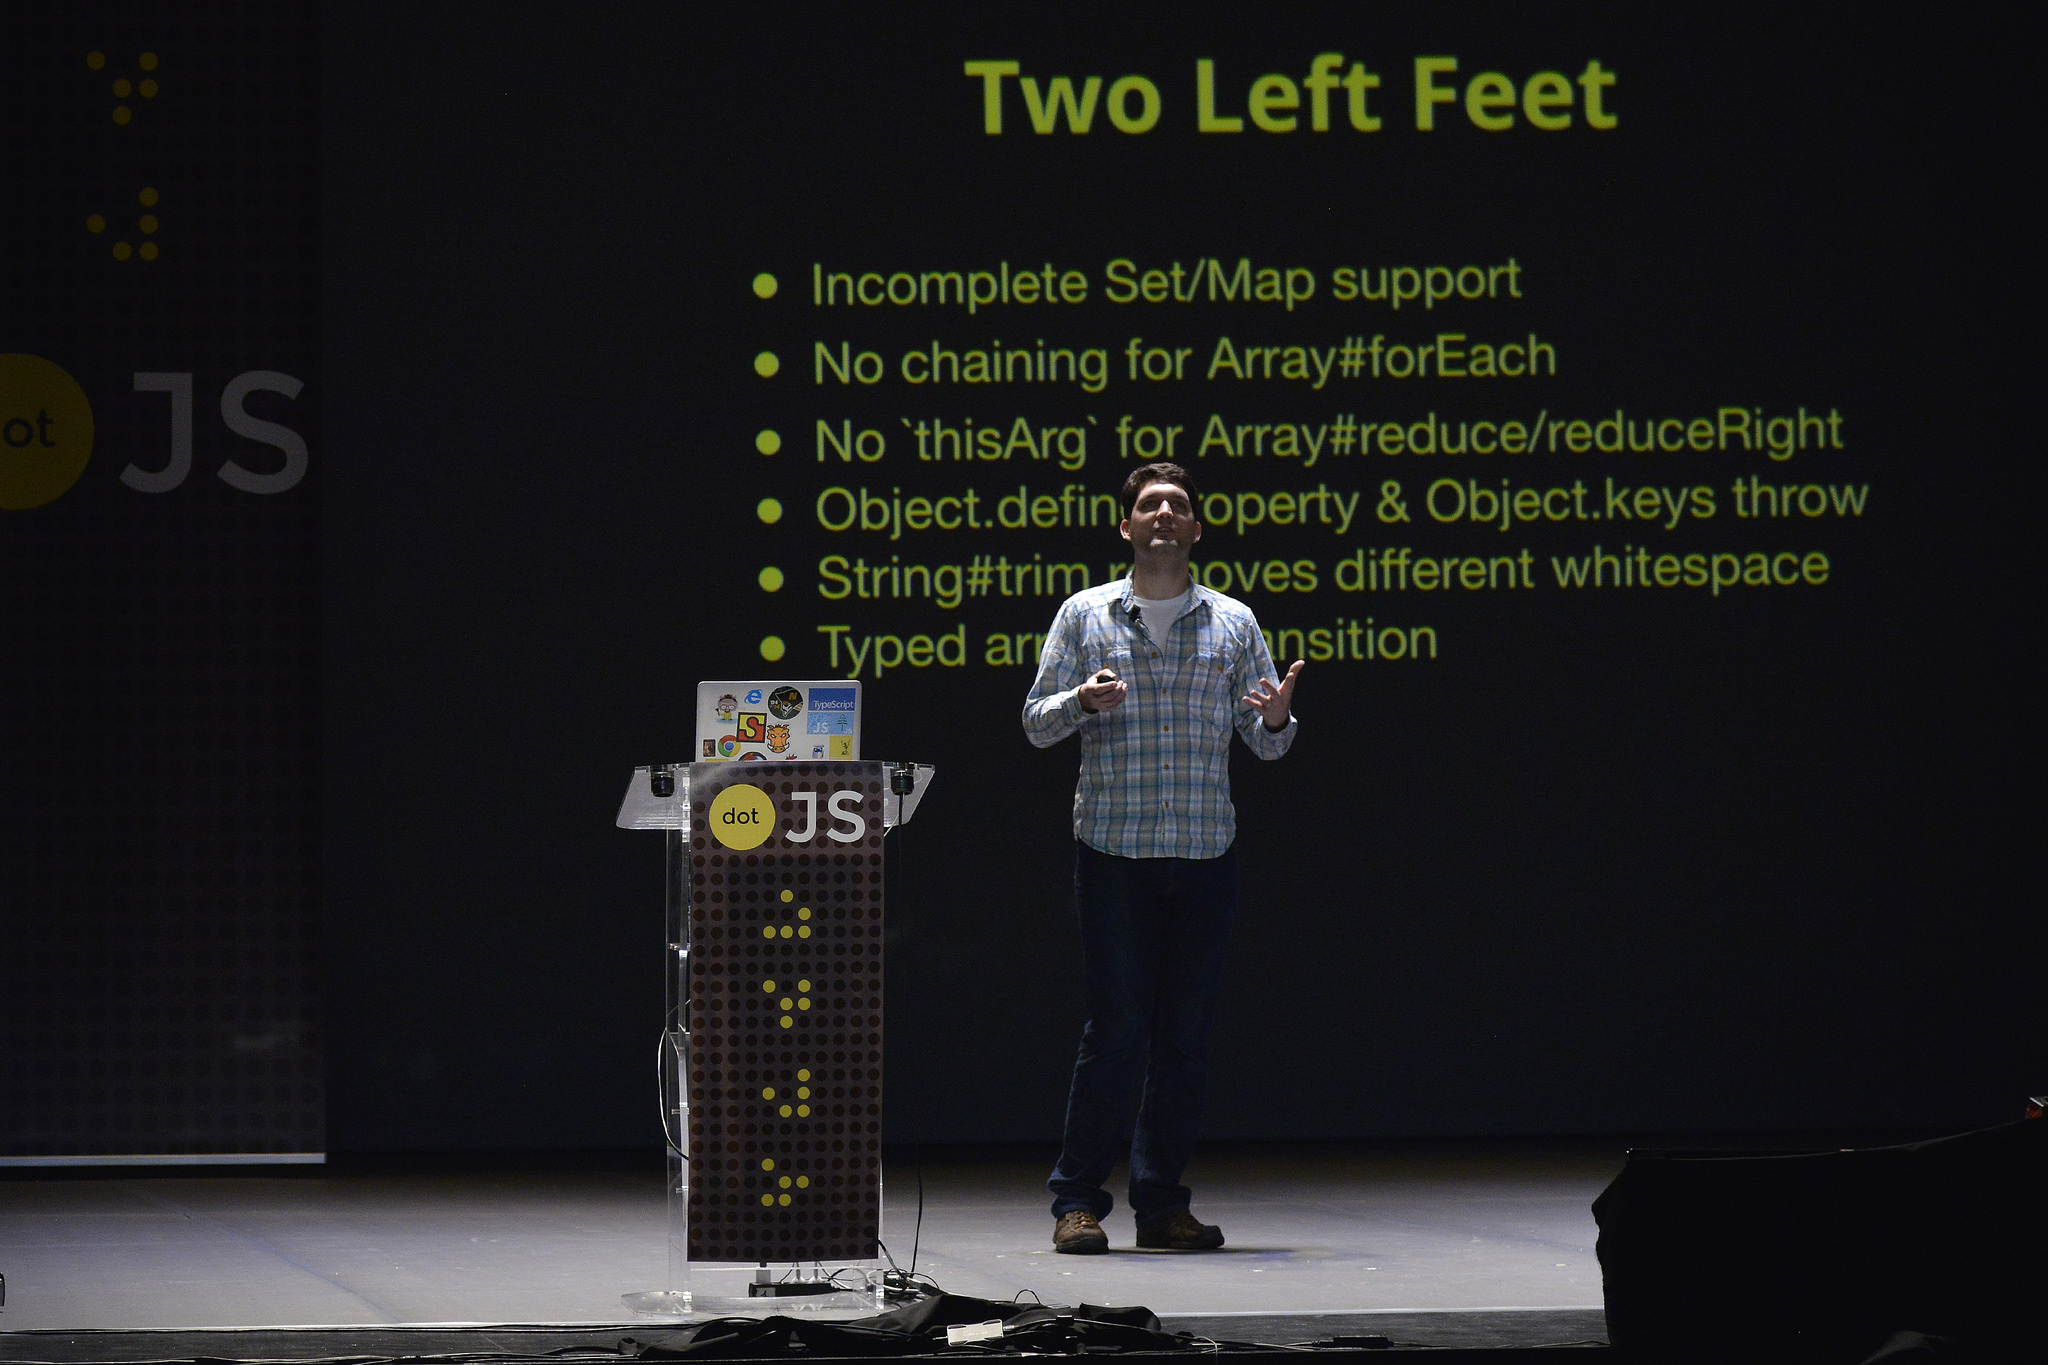 Two Left Feet
● Incomplete Set/Map support
● No chaining for Array#forEach
● No `thisArg` for Array#reduce/reduceRight
● Object.defin roperty & Object.keys throw
● String#trim r oves different whitespace
● Typed arr ansition
ot JS
TypeScript
JS
S
dot JS